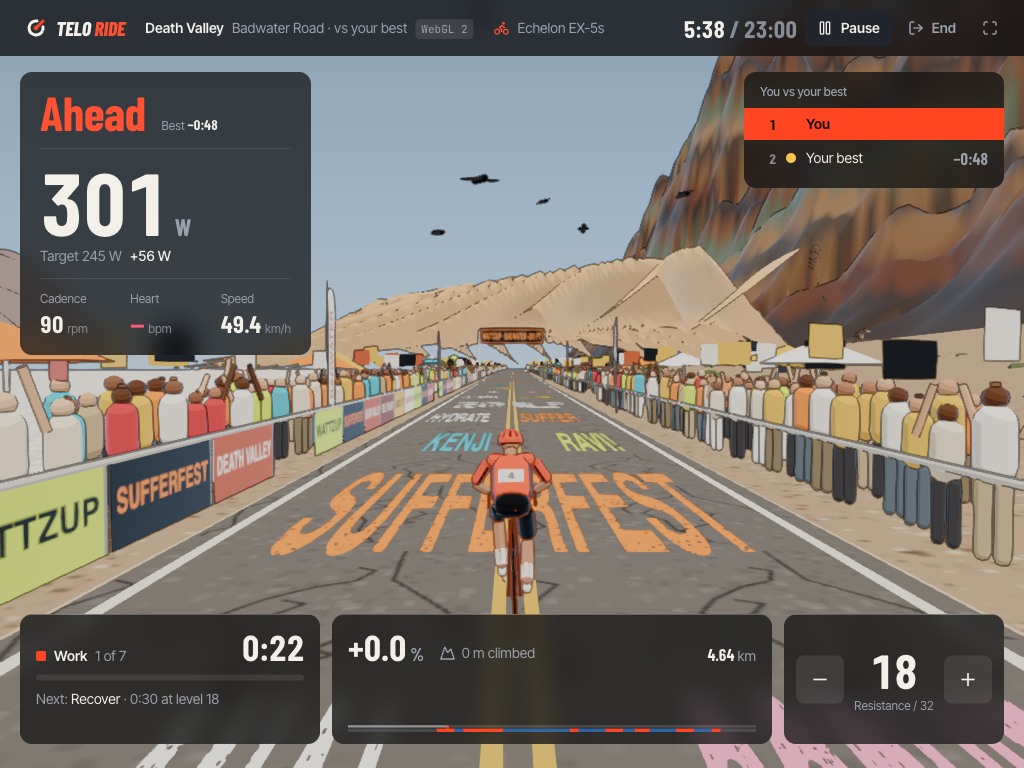 TELO RIDE Death Valley Badwater Road · vs your best WebGL 2 Echelon EX-5s 5:38 / 23:00 Pause End
Ahead Best −0:48
301 W
Target 245 W +56 W
Cadence Heart Speed
90 rpm — bpm 49.4 km/h
You vs your best
1 You
2 Your best −0:48
HYDRATE SUFFER
KENJI RAVI!
SUFFERFEST
4
TTZUP SUFFERFEST DEATH VALLEY WATTZUP
Work 1 of 7 0:22
Next: Recover · 0:30 at level 18
+0.0 % 0 m climbed 4.64 km
− 18 +
Resistance / 32